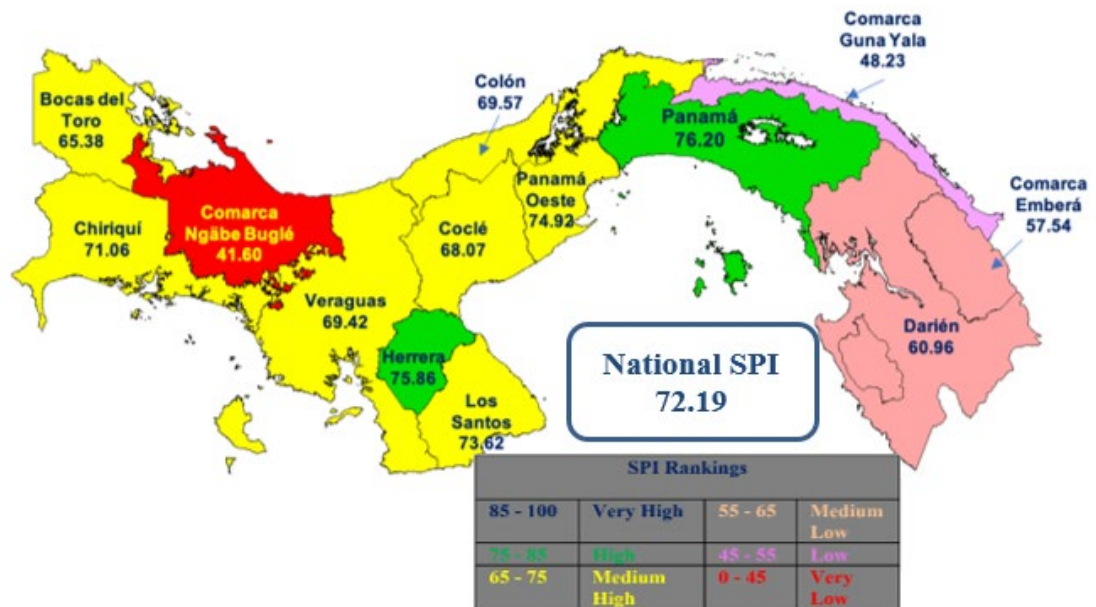 Comarca
Guna Yala
48.23
Colón
69.57
Bocas del
Toro
65.38
Panamá
76.20
Comarca
Emberá
57.54
Panamá
Oeste
74.92
Chiriquí
71.06
Comarca
Ngäbe Buglé
41.60
Coclé
68.07
Veraguas
69.42
Darién
60.96
Herrera
75.86
National SPI
72.19
Los
Santos
73.62
SPI Rankings
85 - 100 Very High 55 - 65 Medium
Low
75 - 85 High 45 - 55 Low
65 - 75 Medium 0 - 45 Very
High Low